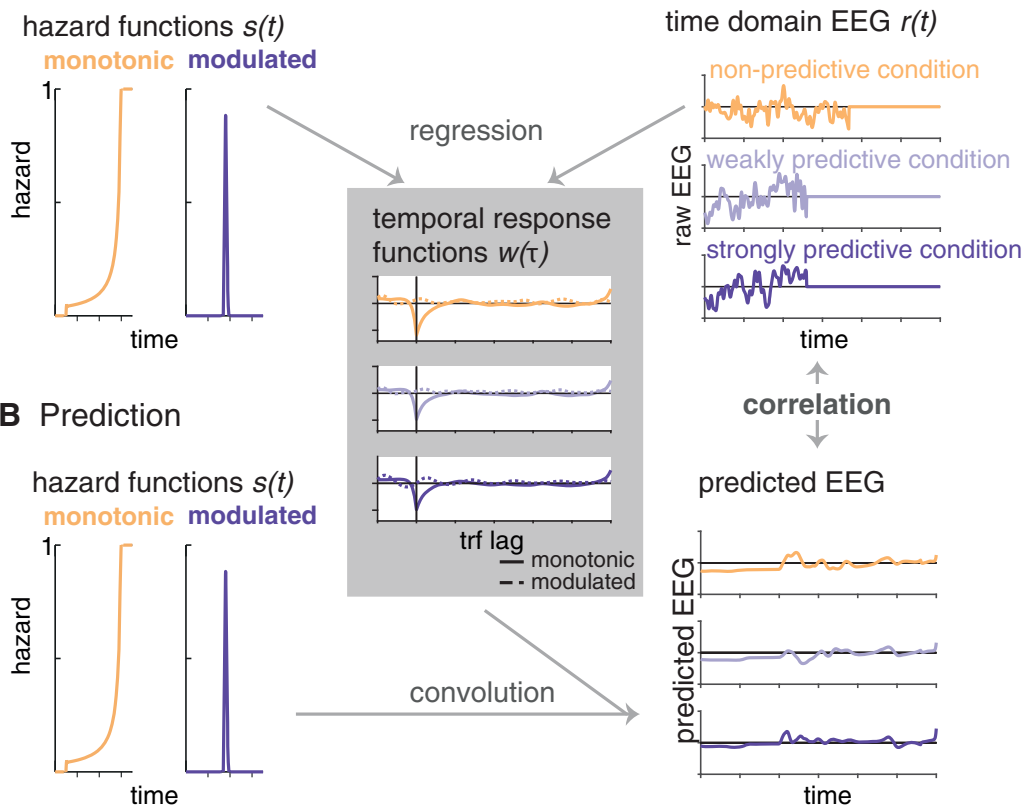 hazard functions s(t)
monotonic modulated
1
hazard
time
regression
time domain EEG r(t)
non-predictive condition
weakly predictive condition
strongly predictive condition
raw EEG
time
temporal response
functions w(τ)
trf lag
monotonic
modulated
correlation
B Prediction
hazard functions s(t)
monotonic modulated
1
hazard
time
convolution
predicted EEG
predicted EEG
time